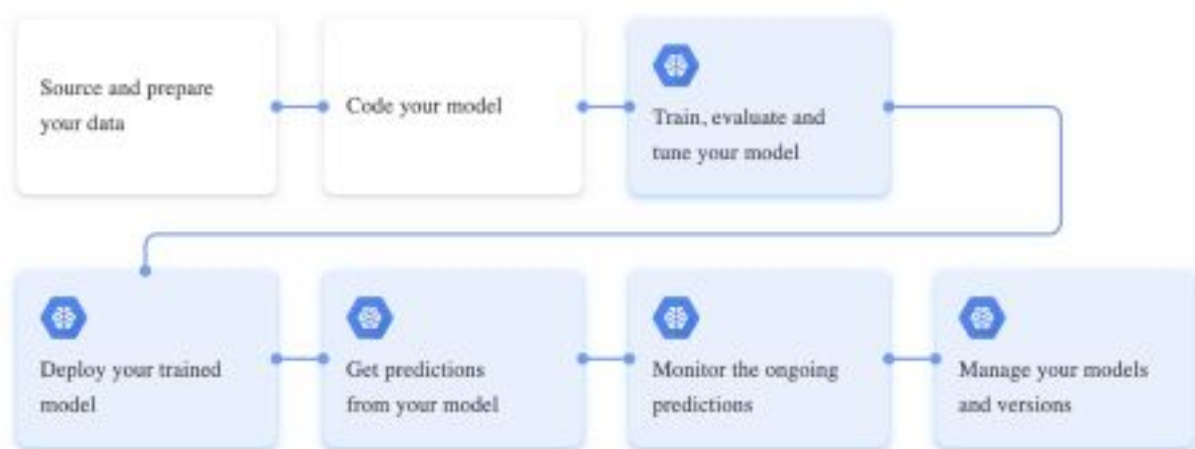 Source and prepare
your data
Code your model
Train, evaluate and
tune your model
Deploy your trained
model
Get predictions
from your model
Monitor the ongoing
predictions
Manage your models
and versions